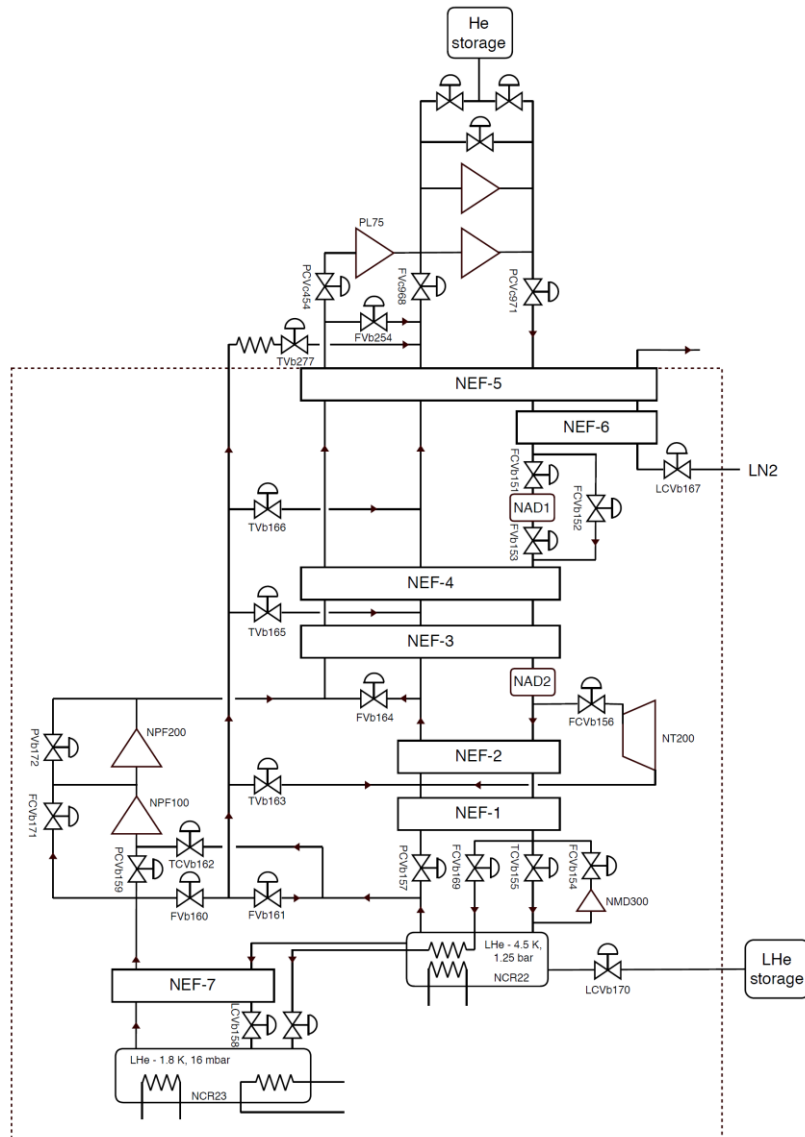 He
storage
PL75
PCVc454
FVc968
PCVc971
FVb254
TVb277
NEF-5
NEF-6
FCVb151
FCVb152
LCVb167
LN2
NAD1
TVb166
FVb153
NEF-4
TVb165
NEF-3
NAD2
FVb164
FCVb156
PVb172
NPF200
NT200
NEF-2
TVb163
FCVb171
NPF100
NEF-1
PCVb159
TCVb162
PCVb157
FCVb169
TCVb155
FCVb154
NMD300
FVb160
FVb161
LHe - 4.5 K,
1.25 bar
NCR22
LCVb170
LHe
storage
NEF-7
LCVb158
LHe - 1.8 K, 16 mbar
NCR23